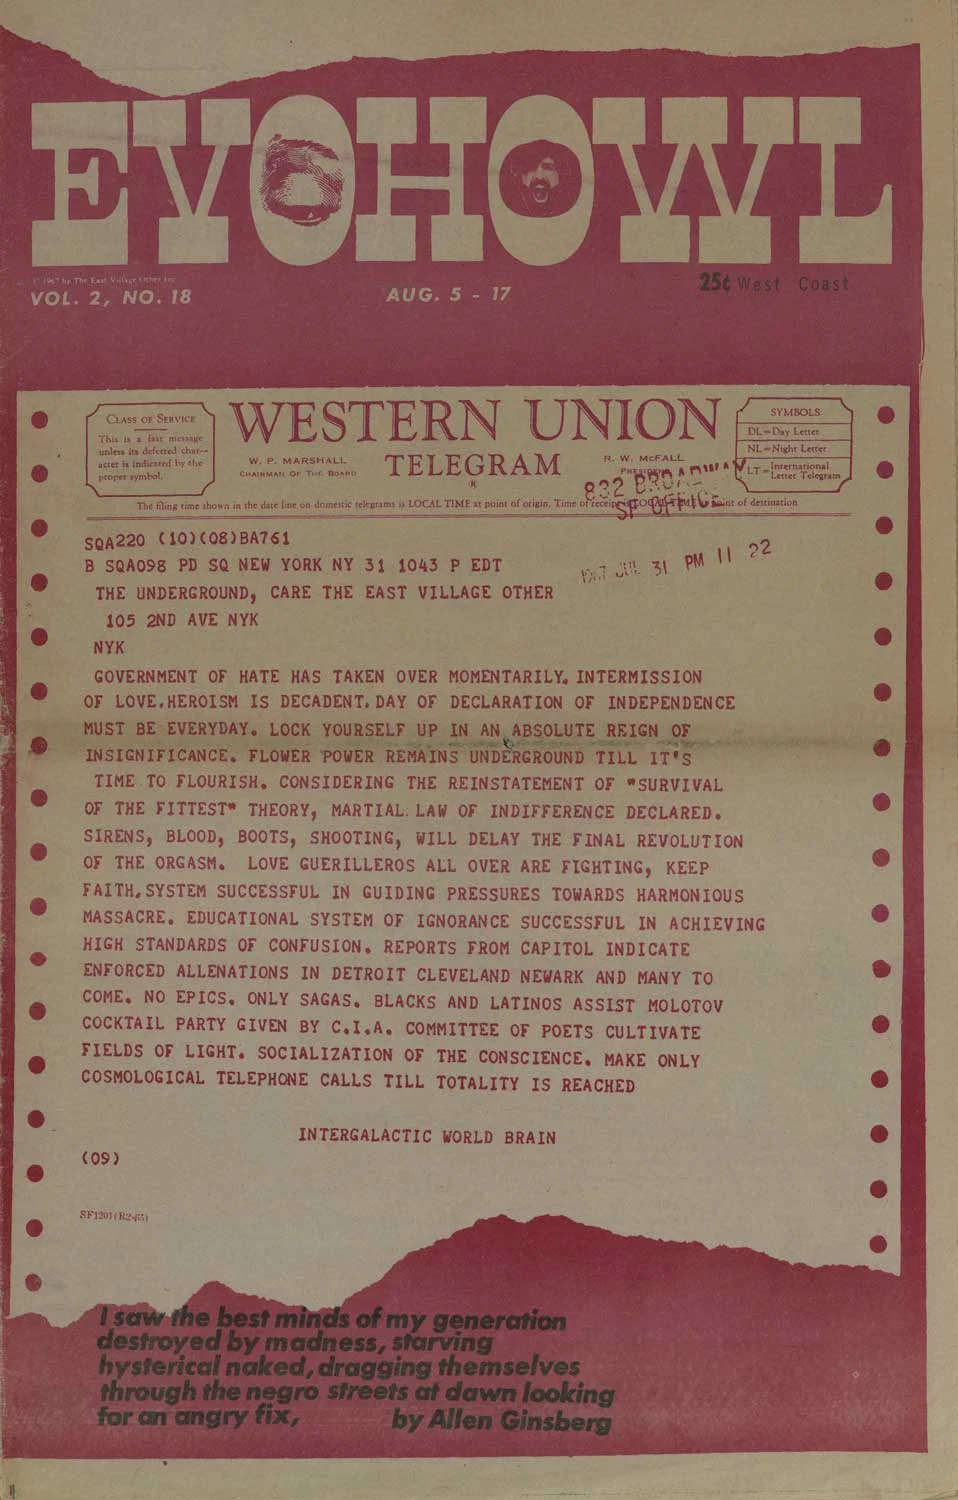 EVOHOWL
© 1967 by The East Village Other Inc
VOL. 2, NO. 18
AUG. 5 - 17
25¢ West Coast
CLASS OF SERVICE
This is a fast message
unless its deferred char-
acter is indicated by the
proper symbol.
WESTERN UNION
TELEGRAM
®
W. P. MARSHALL
CHAIRMAN OF THE BOARD
R. W. McFALL
PRESIDENT
SYMBOLS
DL=Day Letter
NL=Night Letter
LT=International Letter Telegram
832 BROADWAY
SF OFFICE
The filing time shown in the date line on domestic telegrams is LOCAL TIME at point of origin. Time of receipt is LOCAL TIME at point of destination
SQA220 (10)(08)BA761
B SQA098 PD SQ NEW YORK NY 31 1043 P EDT
1967 JUL 31 PM 11 22
THE UNDERGROUND, CARE THE EAST VILLAGE OTHER
105 2ND AVE NYK
NYK
GOVERNMENT OF HATE HAS TAKEN OVER MOMENTARILY. INTERMISSION
OF LOVE.HEROISM IS DECADENT.DAY OF DECLARATION OF INDEPENDENCE
MUST BE EVERYDAY. LOCK YOURSELF UP IN AN ABSOLUTE REIGN OF
INSIGNIFICANCE. FLOWER POWER REMAINS UNDERGROUND TILL IT'S
TIME TO FLOURISH. CONSIDERING THE REINSTATEMENT OF "SURVIVAL
OF THE FITTEST" THEORY, MARTIAL LAW OF INDIFFERENCE DECLARED.
SIRENS, BLOOD, BOOTS, SHOOTING, WILL DELAY THE FINAL REVOLUTION
OF THE ORGASM. LOVE GUERILLEROS ALL OVER ARE FIGHTING, KEEP
FAITH.SYSTEM SUCCESSFUL IN GUIDING PRESSURES TOWARDS HARMONIOUS
MASSACRE. EDUCATIONAL SYSTEM OF IGNORANCE SUCCESSFUL IN ACHIEVING
HIGH STANDARDS OF CONFUSION. REPORTS FROM CAPITOL INDICATE
ENFORCED ALLENATIONS IN DETROIT CLEVELAND NEWARK AND MANY TO
COME. NO EPICS. ONLY SAGAS. BLACKS AND LATINOS ASSIST MOLOTOV
COCKTAIL PARTY GIVEN BY C.I.A. COMMITTEE OF POETS CULTIVATE
FIELDS OF LIGHT. SOCIALIZATION OF THE CONSCIENCE. MAKE ONLY
COSMOLOGICAL TELEPHONE CALLS TILL TOTALITY IS REACHED
INTERGALACTIC WORLD BRAIN
(09)
SF1201(R2-65)
I saw the best minds of my generation
destroyed by madness, starving
hysterical naked, dragging themselves
through the negro streets at dawn looking
for an angry fix, by Allen Ginsberg